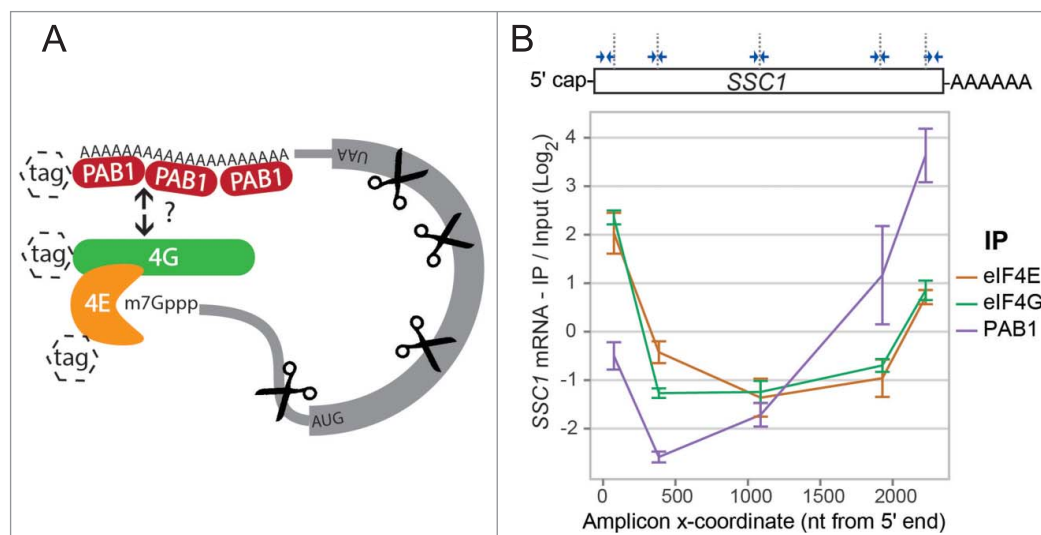 A
AAAAAAAAAAAAAAAAAAAAA
tag
PAB1
PAB1
PAB1
UAA
?
tag
4G
4E
m7Gppp
tag
AUG
B
5' cap
SSC1
AAAAAA
SSC1 mRNA - IP / Input (Log2)
4
3
2
1
0
-1
-2
0
500
1000
1500
2000
Amplicon x-coordinate (nt from 5' end)
IP
eIF4E
eIF4G
PAB1